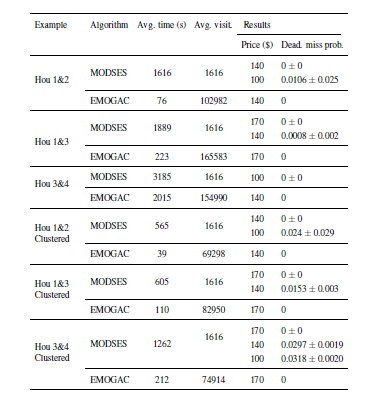 Example Algorithm Avg. time (s) Avg. visit. Results
Price ($) Dead. miss prob.
Hou 1&2 MODSES 1616 1616 140 0 ± 0
100 0.0106 ± 0.025
EMOGAC 76 102982 140 0
Hou 1&3 MODSES 1889 1616 170 0 ± 0
140 0.0008 ± 0.002
EMOGAC 223 165583 170 0
Hou 3&4 MODSES 3185 1616 100 0 ± 0
EMOGAC 2015 154990 140 0
Hou 1&2 Clustered MODSES 565 1616 140 0 ± 0
100 0.024 ± 0.029
EMOGAC 39 69298 140 0
Hou 1&3 Clustered MODSES 605 1616 170 0 ± 0
140 0.0153 ± 0.003
EMOGAC 110 82950 170 0
Hou 3&4 Clustered MODSES 1262 1616 170 0 ± 0
140 0.0297 ± 0.0019
100 0.0318 ± 0.0020
EMOGAC 212 74914 170 0